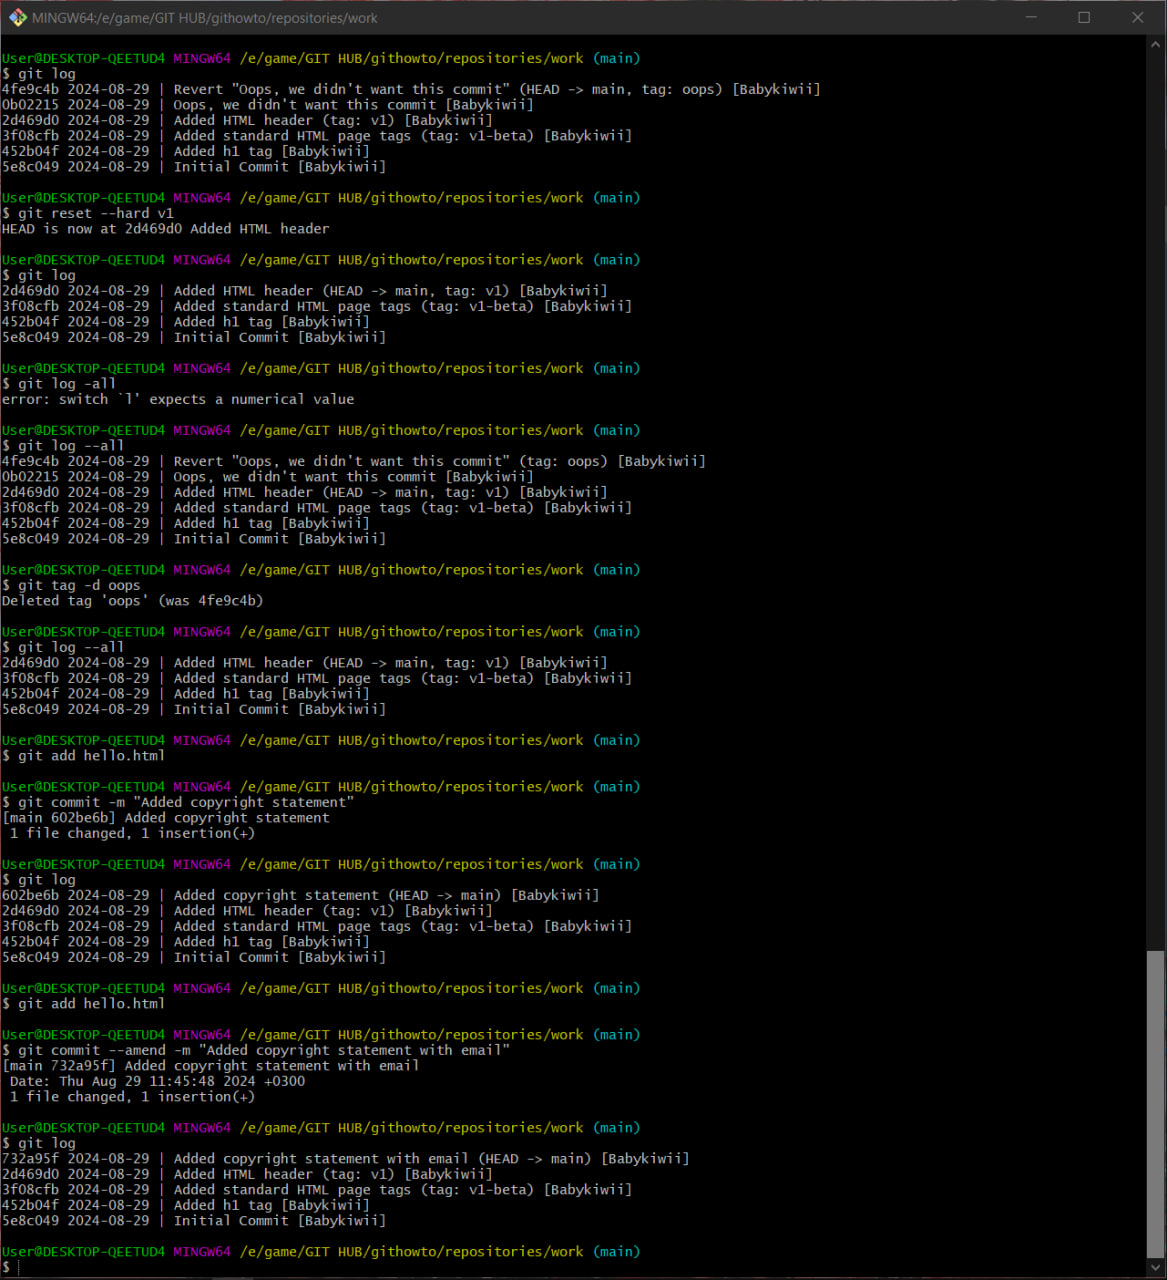 MINGW64:/e/game/GIT HUB/githowto/repositories/work
User@DESKTOP-QEETUD4 MINGW64 /e/game/GIT HUB/githowto/repositories/work (main)
$ git log
4fe9c4b 2024-08-29 | Revert "Oops, we didn't want this commit" (HEAD -> main, tag: oops) [Babykiwii]
0b02215 2024-08-29 | Oops, we didn't want this commit [Babykiwii]
2d469d0 2024-08-29 | Added HTML header (tag: v1) [Babykiwii]
3f08cfb 2024-08-29 | Added standard HTML page tags (tag: v1-beta) [Babykiwii]
452b04f 2024-08-29 | Added h1 tag [Babykiwii]
5e8c049 2024-08-29 | Initial Commit [Babykiwii]
User@DESKTOP-QEETUD4 MINGW64 /e/game/GIT HUB/githowto/repositories/work (main)
$ git reset --hard v1
HEAD is now at 2d469d0 Added HTML header
User@DESKTOP-QEETUD4 MINGW64 /e/game/GIT HUB/githowto/repositories/work (main)
$ git log
2d469d0 2024-08-29 | Added HTML header (HEAD -> main, tag: v1) [Babykiwii]
3f08cfb 2024-08-29 | Added standard HTML page tags (tag: v1-beta) [Babykiwii]
452b04f 2024-08-29 | Added h1 tag [Babykiwii]
5e8c049 2024-08-29 | Initial Commit [Babykiwii]
User@DESKTOP-QEETUD4 MINGW64 /e/game/GIT HUB/githowto/repositories/work (main)
$ git log -all
error: switch `l' expects a numerical value
User@DESKTOP-QEETUD4 MINGW64 /e/game/GIT HUB/githowto/repositories/work (main)
$ git log --all
4fe9c4b 2024-08-29 | Revert "Oops, we didn't want this commit" (tag: oops) [Babykiwii]
0b02215 2024-08-29 | Oops, we didn't want this commit [Babykiwii]
2d469d0 2024-08-29 | Added HTML header (HEAD -> main, tag: v1) [Babykiwii]
3f08cfb 2024-08-29 | Added standard HTML page tags (tag: v1-beta) [Babykiwii]
452b04f 2024-08-29 | Added h1 tag [Babykiwii]
5e8c049 2024-08-29 | Initial Commit [Babykiwii]
User@DESKTOP-QEETUD4 MINGW64 /e/game/GIT HUB/githowto/repositories/work (main)
$ git tag -d oops
Deleted tag 'oops' (was 4fe9c4b)
User@DESKTOP-QEETUD4 MINGW64 /e/game/GIT HUB/githowto/repositories/work (main)
$ git log --all
2d469d0 2024-08-29 | Added HTML header (HEAD -> main, tag: v1) [Babykiwii]
3f08cfb 2024-08-29 | Added standard HTML page tags (tag: v1-beta) [Babykiwii]
452b04f 2024-08-29 | Added h1 tag [Babykiwii]
5e8c049 2024-08-29 | Initial Commit [Babykiwii]
User@DESKTOP-QEETUD4 MINGW64 /e/game/GIT HUB/githowto/repositories/work (main)
$ git add hello.html
User@DESKTOP-QEETUD4 MINGW64 /e/game/GIT HUB/githowto/repositories/work (main)
$ git commit -m "Added copyright statement"
[main 602be6b] Added copyright statement
1 file changed, 1 insertion(+)
User@DESKTOP-QEETUD4 MINGW64 /e/game/GIT HUB/githowto/repositories/work (main)
$ git log
602be6b 2024-08-29 | Added copyright statement (HEAD -> main) [Babykiwii]
2d469d0 2024-08-29 | Added HTML header (tag: v1) [Babykiwii]
3f08cfb 2024-08-29 | Added standard HTML page tags (tag: v1-beta) [Babykiwii]
452b04f 2024-08-29 | Added h1 tag [Babykiwii]
5e8c049 2024-08-29 | Initial Commit [Babykiwii]
User@DESKTOP-QEETUD4 MINGW64 /e/game/GIT HUB/githowto/repositories/work (main)
$ git add hello.html
User@DESKTOP-QEETUD4 MINGW64 /e/game/GIT HUB/githowto/repositories/work (main)
$ git commit --amend -m "Added copyright statement with email"
[main 732a95f] Added copyright statement with email
Date: Thu Aug 29 11:45:48 2024 +0300
1 file changed, 1 insertion(+)
User@DESKTOP-QEETUD4 MINGW64 /e/game/GIT HUB/githowto/repositories/work (main)
$ git log
732a95f 2024-08-29 | Added copyright statement with email (HEAD -> main) [Babykiwii]
2d469d0 2024-08-29 | Added HTML header (tag: v1) [Babykiwii]
3f08cfb 2024-08-29 | Added standard HTML page tags (tag: v1-beta) [Babykiwii]
452b04f 2024-08-29 | Added h1 tag [Babykiwii]
5e8c049 2024-08-29 | Initial Commit [Babykiwii]
User@DESKTOP-QEETUD4 MINGW64 /e/game/GIT HUB/githowto/repositories/work (main)
$